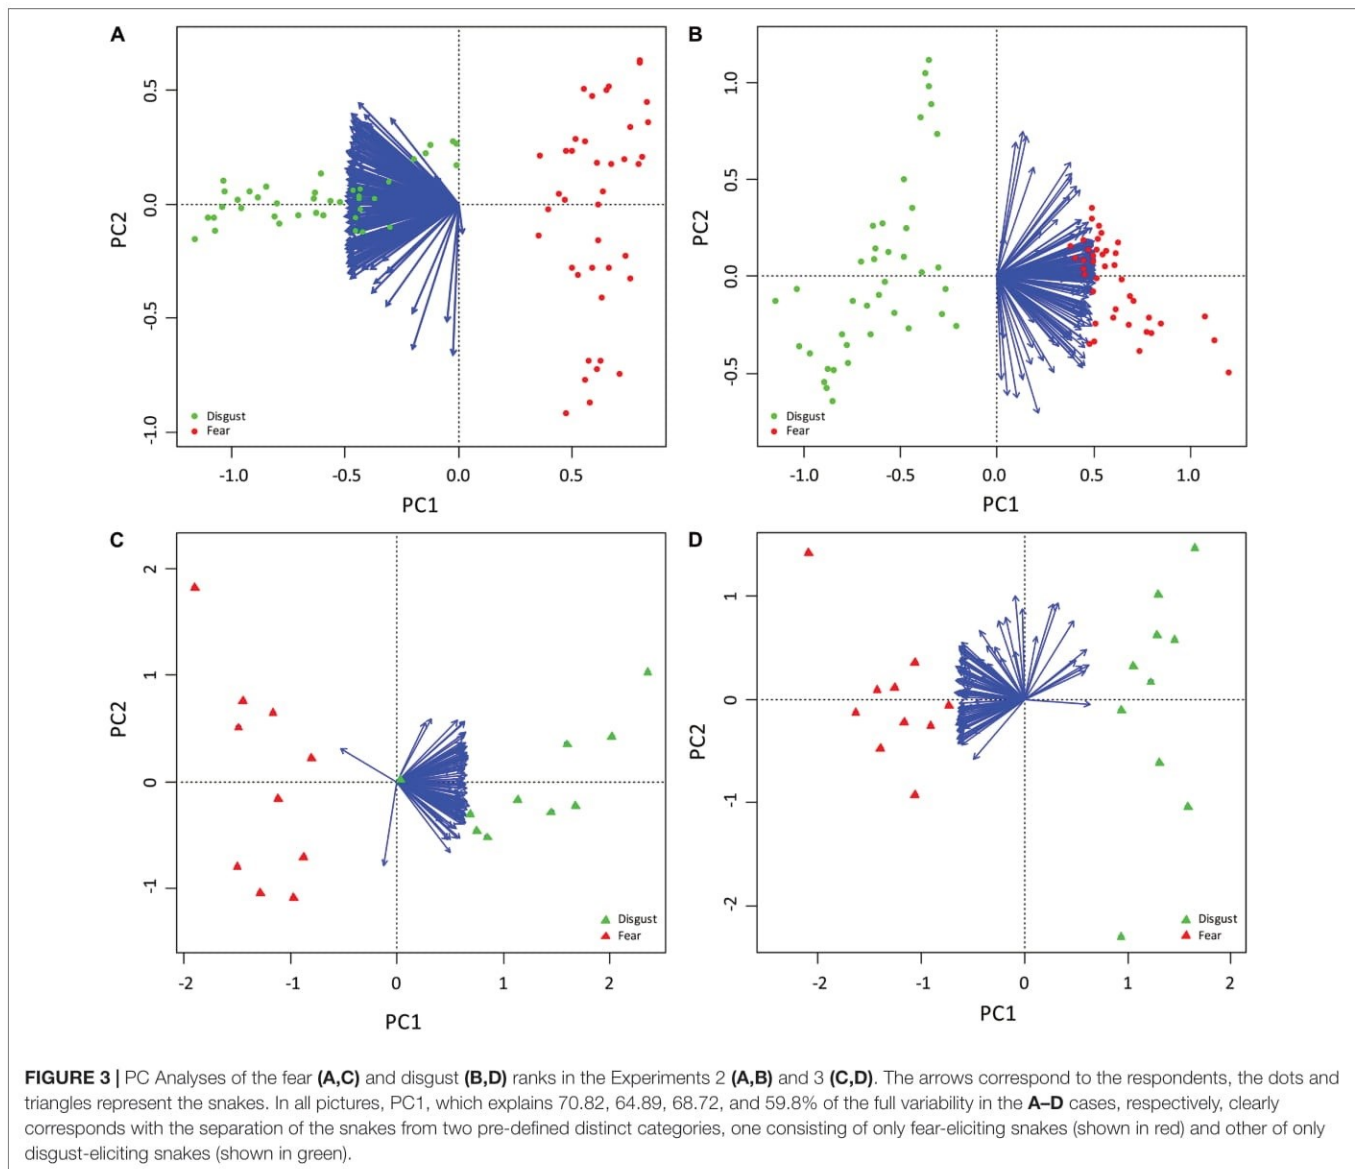 A
0.5
0.0
-0.5
-1.0
PC2
Disgust
Fear
-1.0
-0.5
0.0
0.5
PC1
B
1.0
0.5
0.0
-0.5
PC2
Disgust
Fear
-1.0
-0.5
0.0
0.5
1.0
PC1
C
2
1
0
-1
PC2
Disgust
Fear
-2
-1
0
1
2
PC1
D
1
0
-1
-2
PC2
Disgust
Fear
-2
-1
0
1
2
PC1
FIGURE 3 | PC Analyses of the fear (A,C) and disgust (B,D) ranks in the Experiments 2 (A,B) and 3 (C,D). The arrows correspond to the respondents, the dots and
triangles represent the snakes. In all pictures, PC1, which explains 70.82, 64.89, 68.72, and 59.8% of the full variability in the A–D cases, respectively, clearly
corresponds with the separation of the snakes from two pre-defined distinct categories, one consisting of only fear-eliciting snakes (shown in red) and other of only
disgust-eliciting snakes (shown in green).